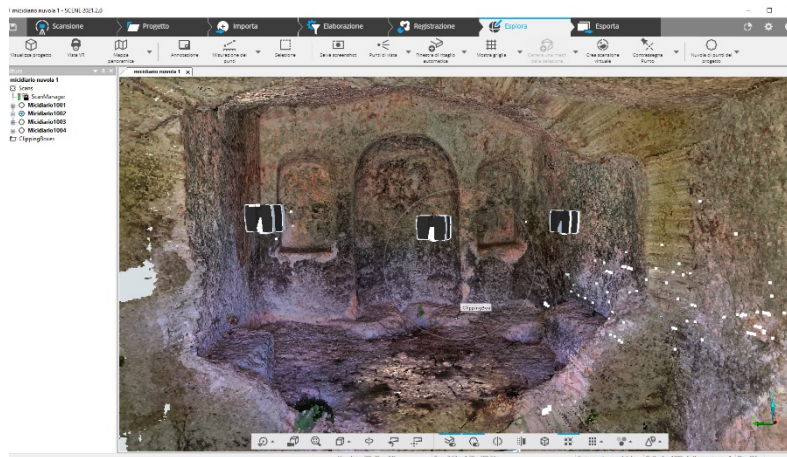 micidiario nuvola 1 - SCENE 2021.2.0
Scansione
Progetto
Importa
Elaborazione
Registrazione
Esplora
Esporta
Visualizza progetto
Vista VR
Mappa panoramica
Annotazione
Misurazione dei punti
Selezione
Salva screenshot
Punti di vista
Finestra di ritaglio automatica
Mostra griglia
Crea scansione virtuale
Contrassegna Punto
Nuvola di punti del progetto
micidiario nuvola 1
micidiario nuvola 1
Scans
ScanManager
Micidiario1001
Micidiario1002
Micidiario1003
Micidiario1004
ClippingBoxes
ClippingBox